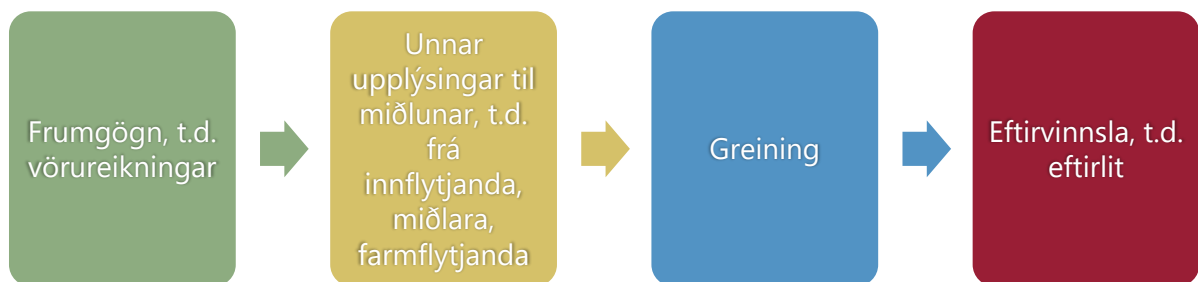 Frumgögn, t.d.
vörureikningar
Unnar
upplýsingar til
miðlunar, t.d.
frá
innflytjanda,
miðlara,
farmflytjanda
Greining
Eftirvinnsla, t.d.
eftirlit